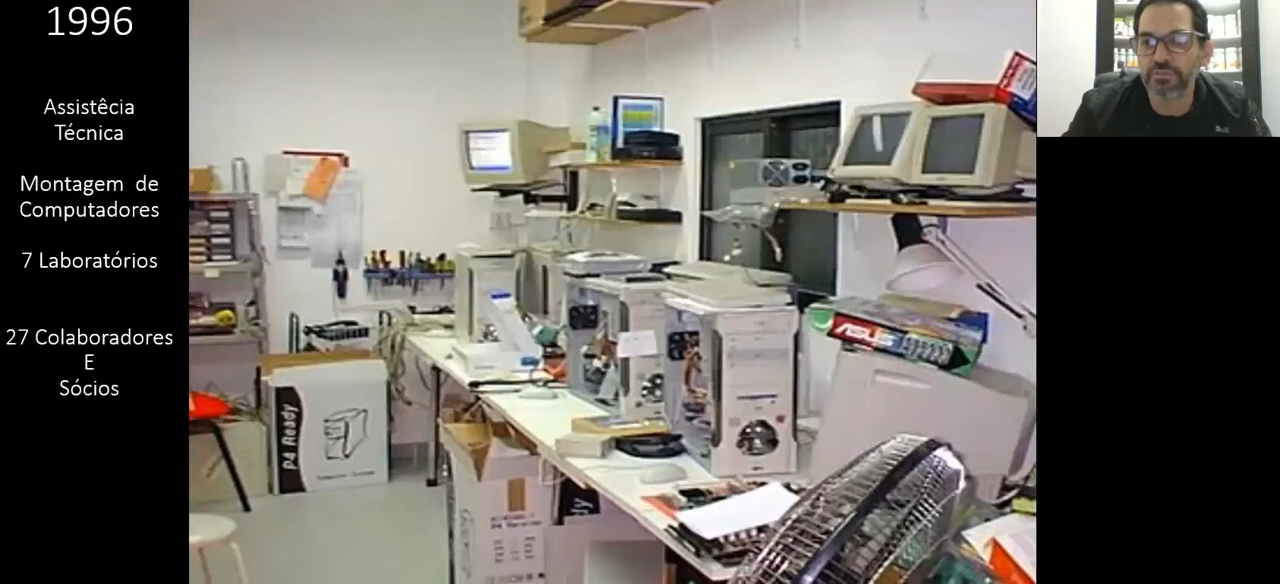 1996
Assistêcia
Técnica
Montagem de
Computadores
7 Laboratórios
27 Colaboradores
E
Sócios
P4 Ready
ASUS